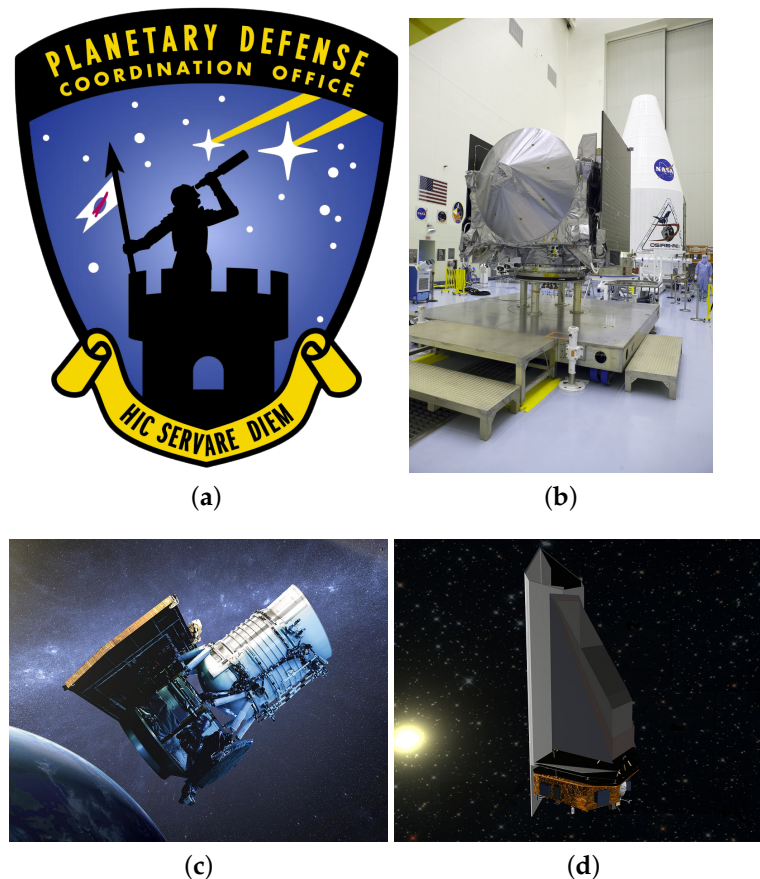 PLANETARY DEFENSE
COORDINATION OFFICE
HIC SERVARE DIEM
(a)
NASA
(b)
(c)
(d)